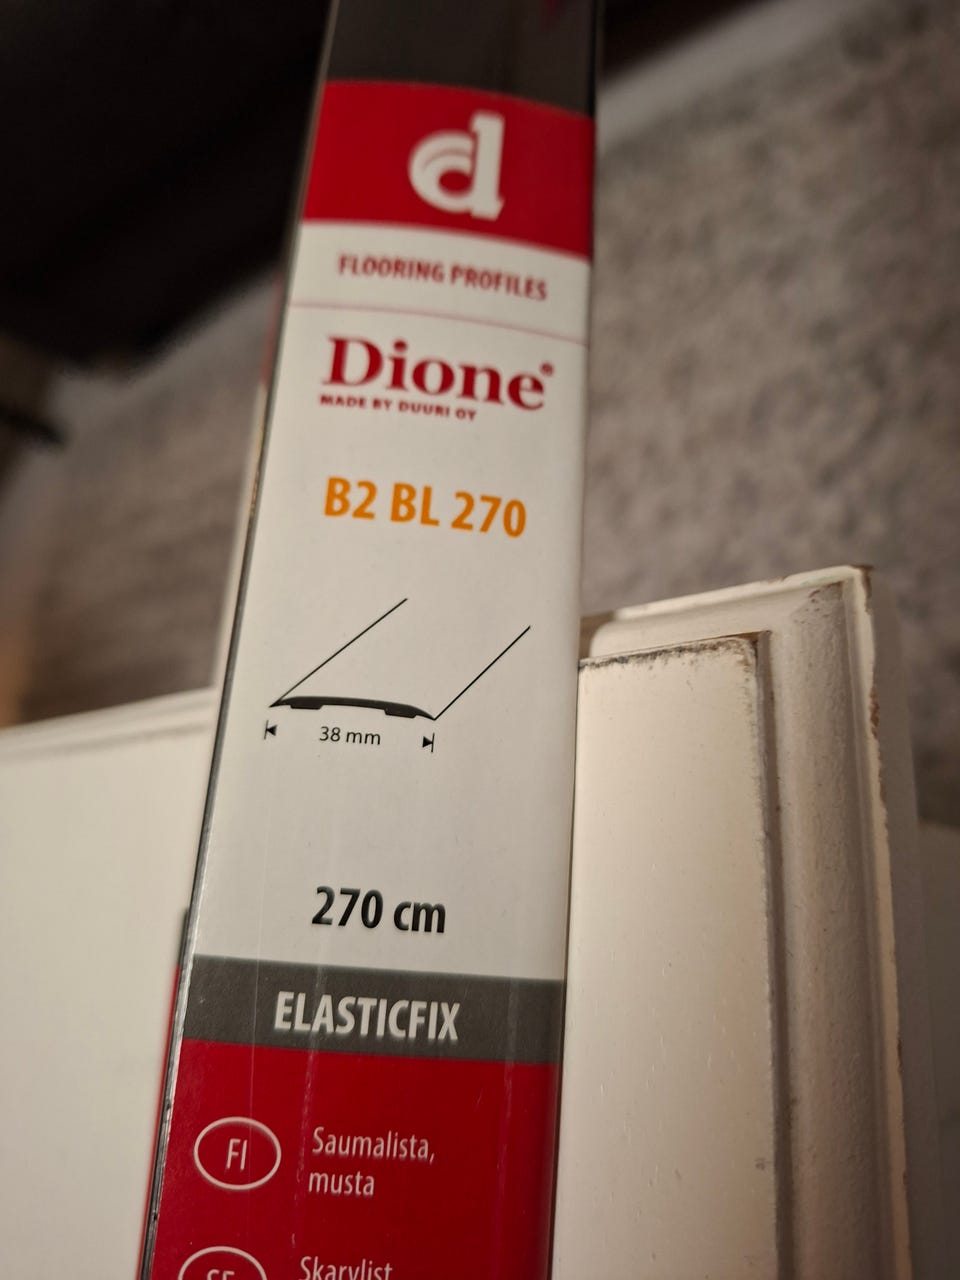 d
FLOORING PROFILES
Dione®
MADE BY DUURI OY
B2 BL 270
38 mm
270 cm
ELASTICFIX
FI
Saumalista,
musta
SE
Skarvlist